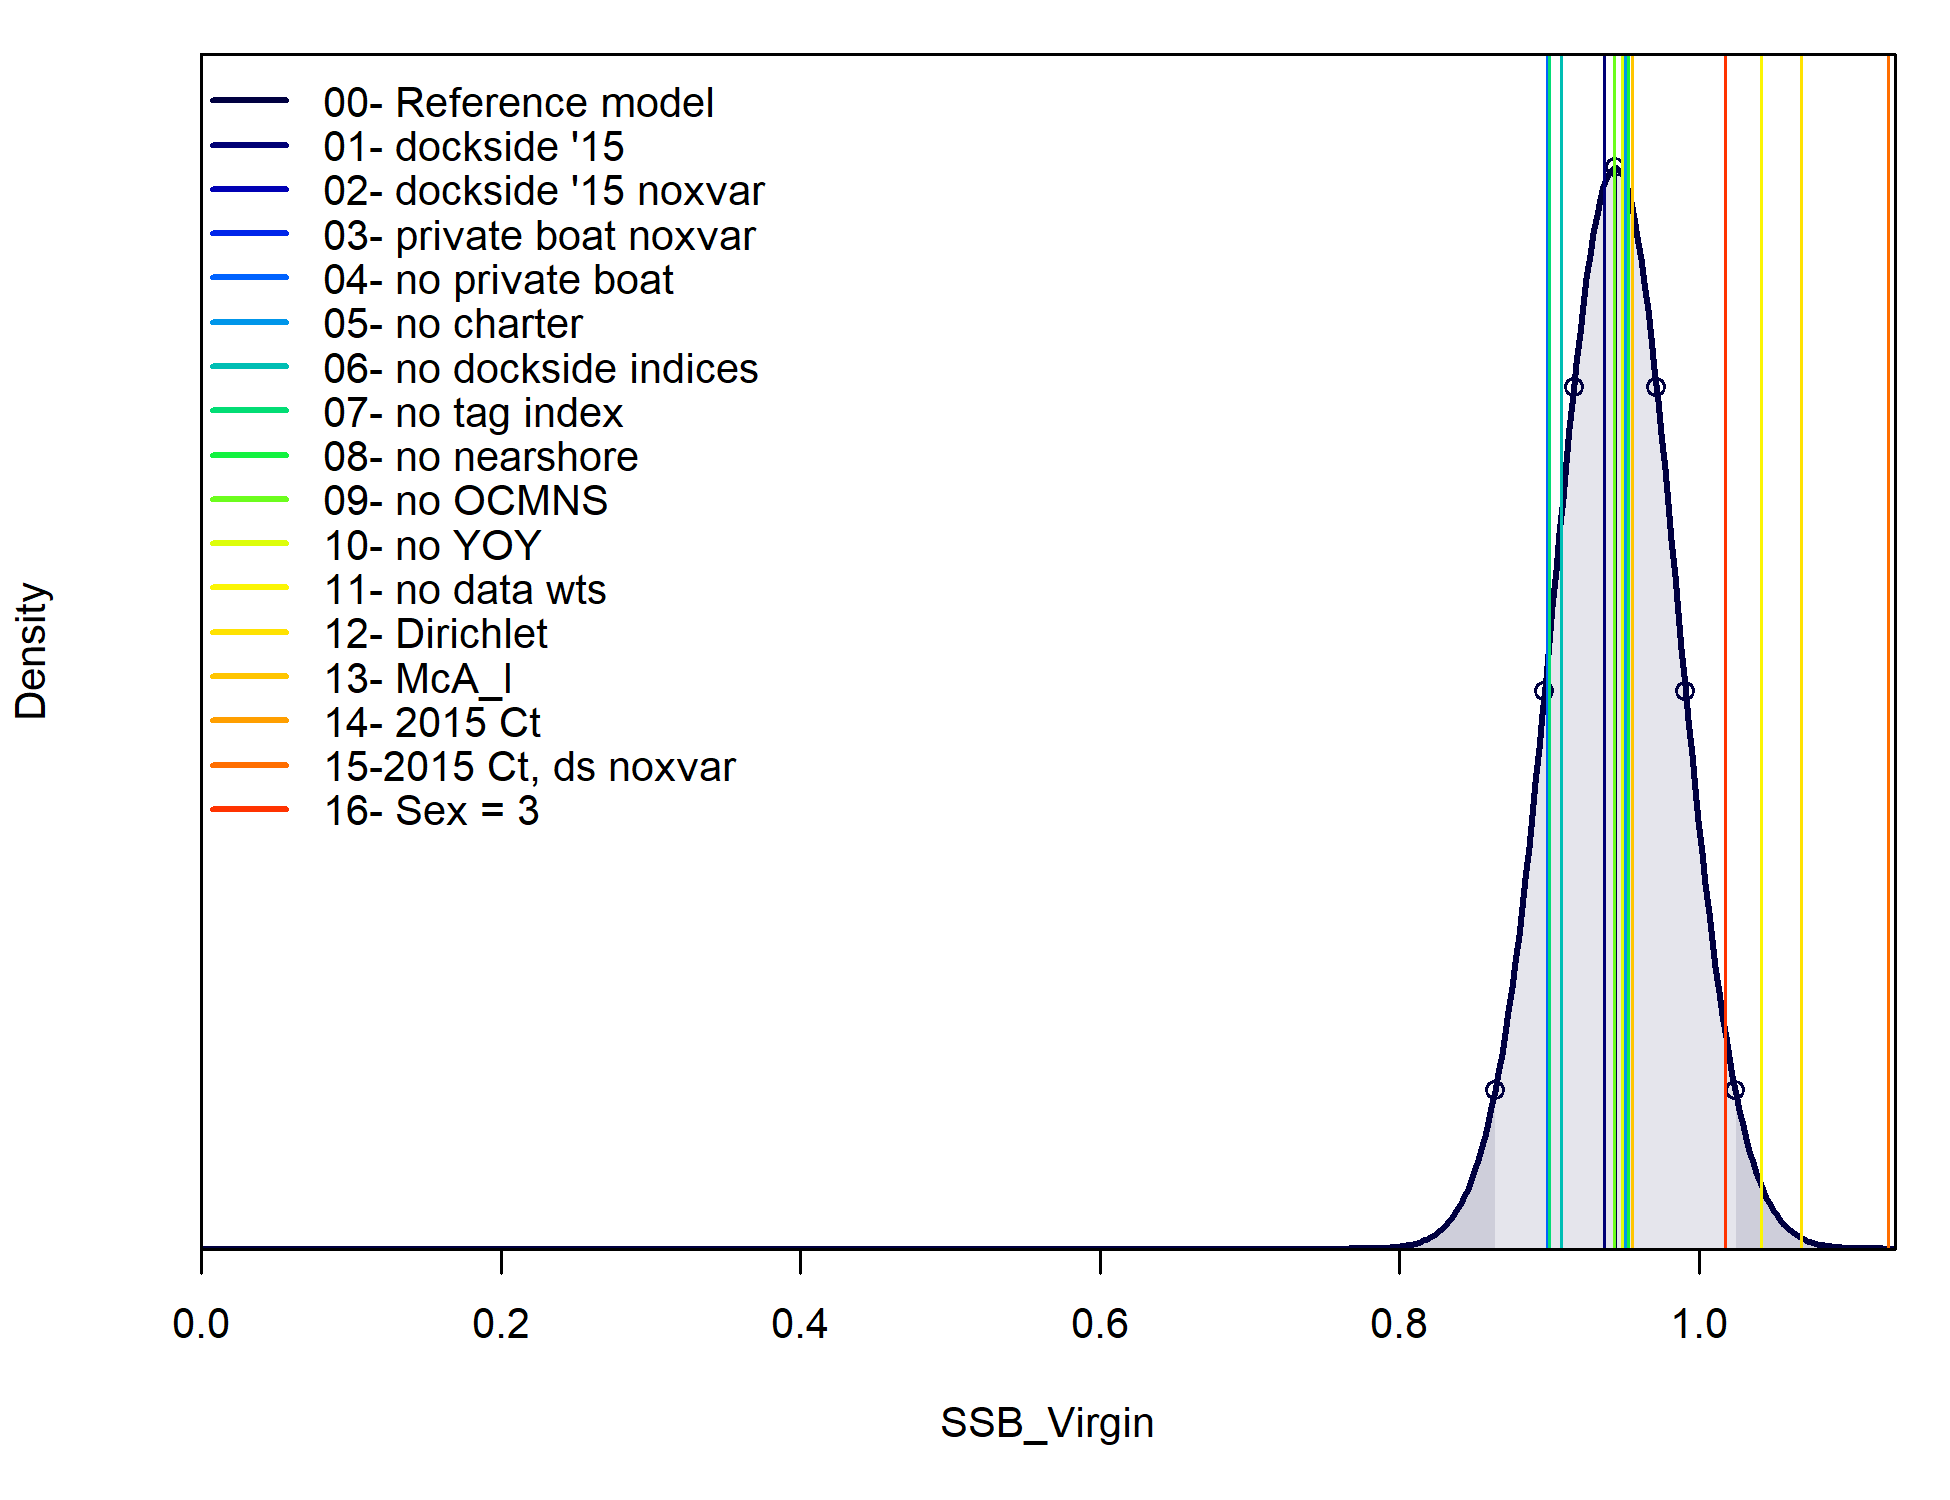 00- Reference model
01- dockside '15
02- dockside '15 noxvar
03- private boat noxvar
04- no private boat
05- no charter
06- no dockside indices
07- no tag index
08- no nearshore
09- no OCMNS
10- no YOY
11- no data wts
12- Dirichlet
13- McA_I
14- 2015 Ct
15-2015 Ct, ds noxvar
16- Sex = 3
Density
0.0 0.2 0.4 0.6 0.8 1.0
SSB_Virgin